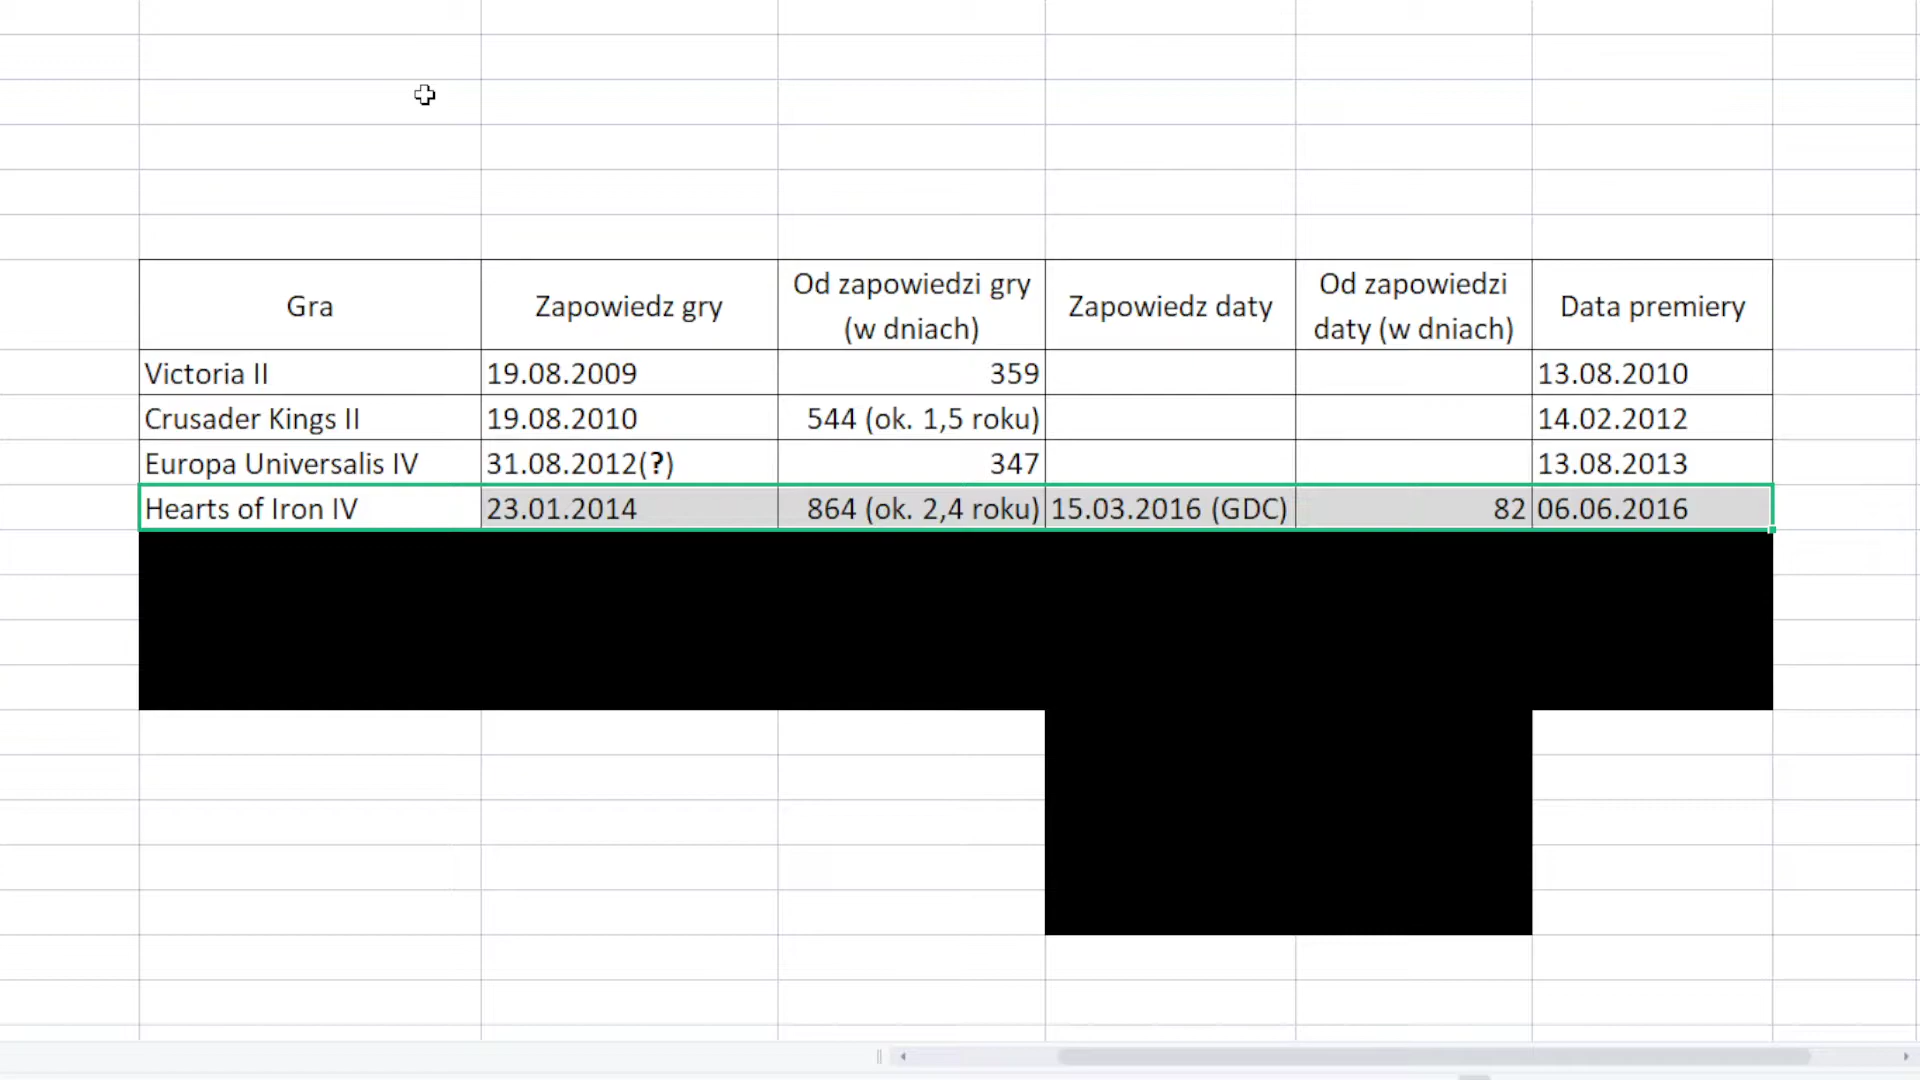 Gra Zapowiedz gry Od zapowiedzi gry (w dniach) Zapowiedz daty Od zapowiedzi daty (w dniach) Data premiery
Victoria II 19.08.2009 359 13.08.2010
Crusader Kings II 19.08.2010 544 (ok. 1,5 roku) 14.02.2012
Europa Universalis IV 31.08.2012(?) 347 13.08.2013
Hearts of Iron IV 23.01.2014 864 (ok. 2,4 roku) 15.03.2016 (GDC) 82 06.06.2016